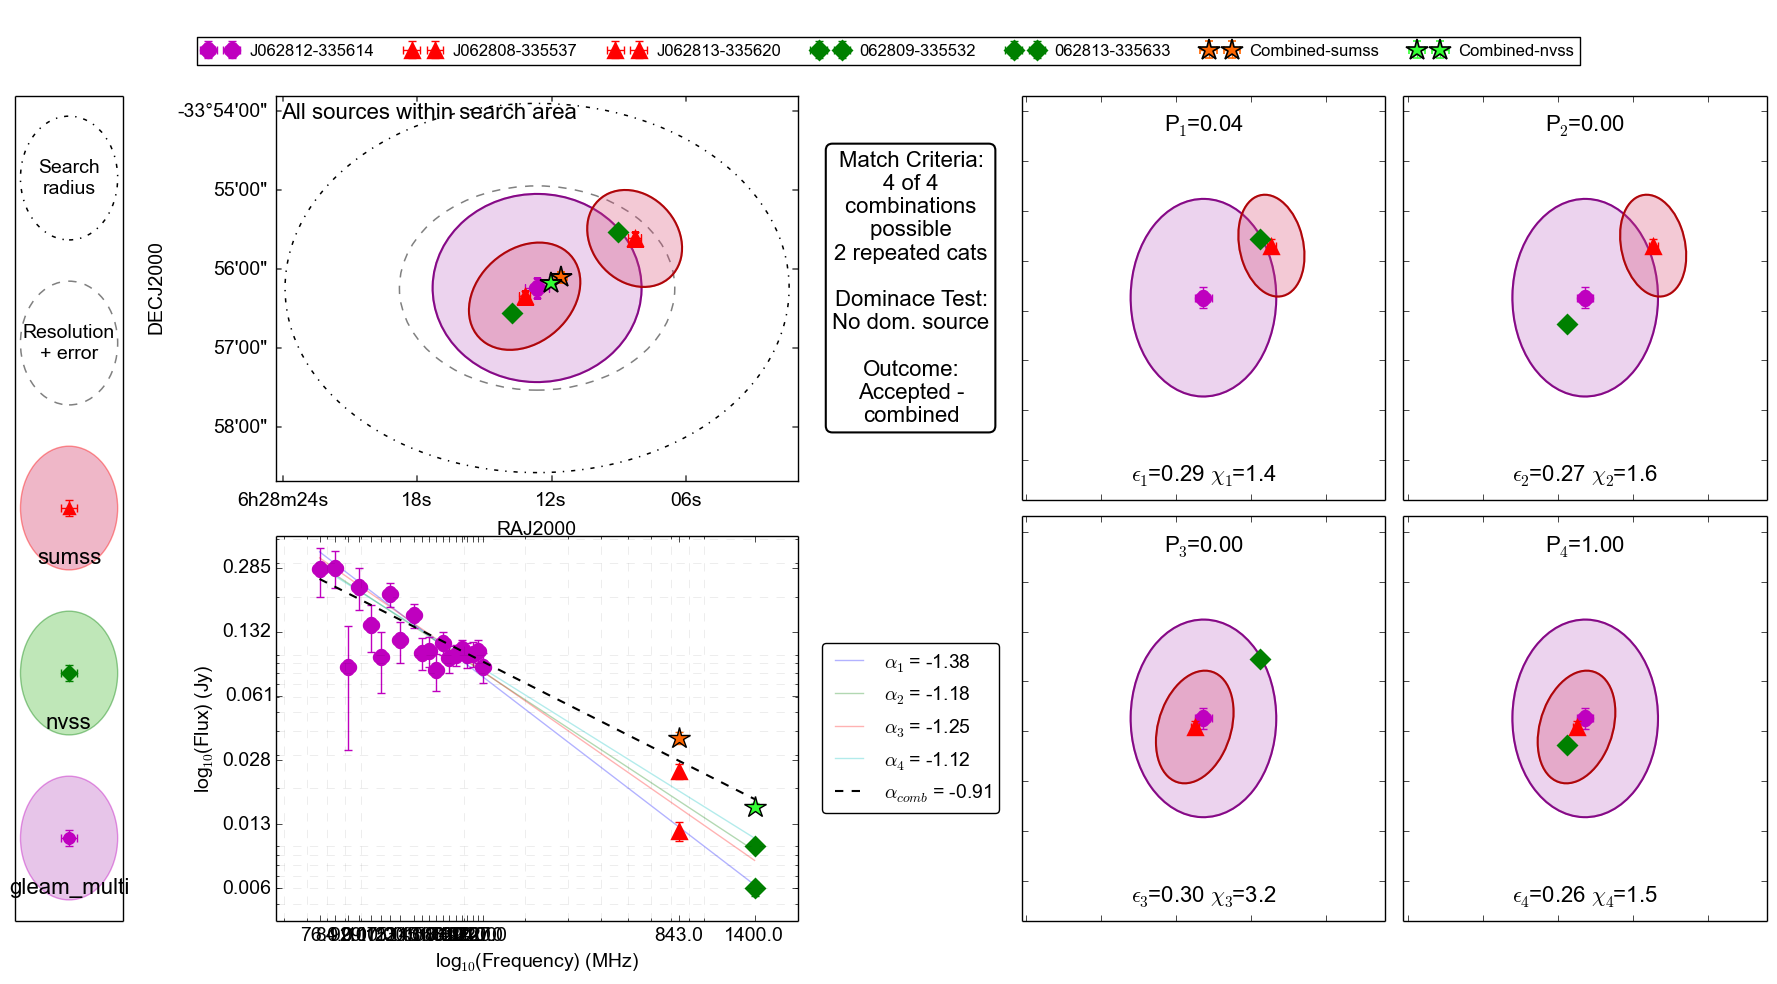 J062812-335614 J062808-335537 J062813-335620 062809-335532 062813-335633 Combined-sumss Combined-nvss
Search
radius
Resolution
+ error
sumss
nvss
gleam_multi
All sources within search area
-33°54'00"
55'00"
56'00"
57'00"
58'00"
DECJ2000
6h28m24s 18s 12s 06s
RAJ2000
Match Criteria:
4 of 4
combinations
possible
2 repeated cats
Dominace Test:
No dom. source
Outcome:
Accepted -
combined
P1=0.04
ϵ1=0.29 χ1=1.4
P2=0.00
ϵ2=0.27 χ2=1.6
P3=0.00
ϵ3=0.30 χ3=3.2
P4=1.00
ϵ4=0.26 χ4=1.5
0.285
0.132
0.061
0.028
0.013
0.006
log10(Flux) (Jy)
843.0 1400.0
log10(Frequency) (MHz)
α1 = -1.38
α2 = -1.18
α3 = -1.25
α4 = -1.12
αcomb = -0.91